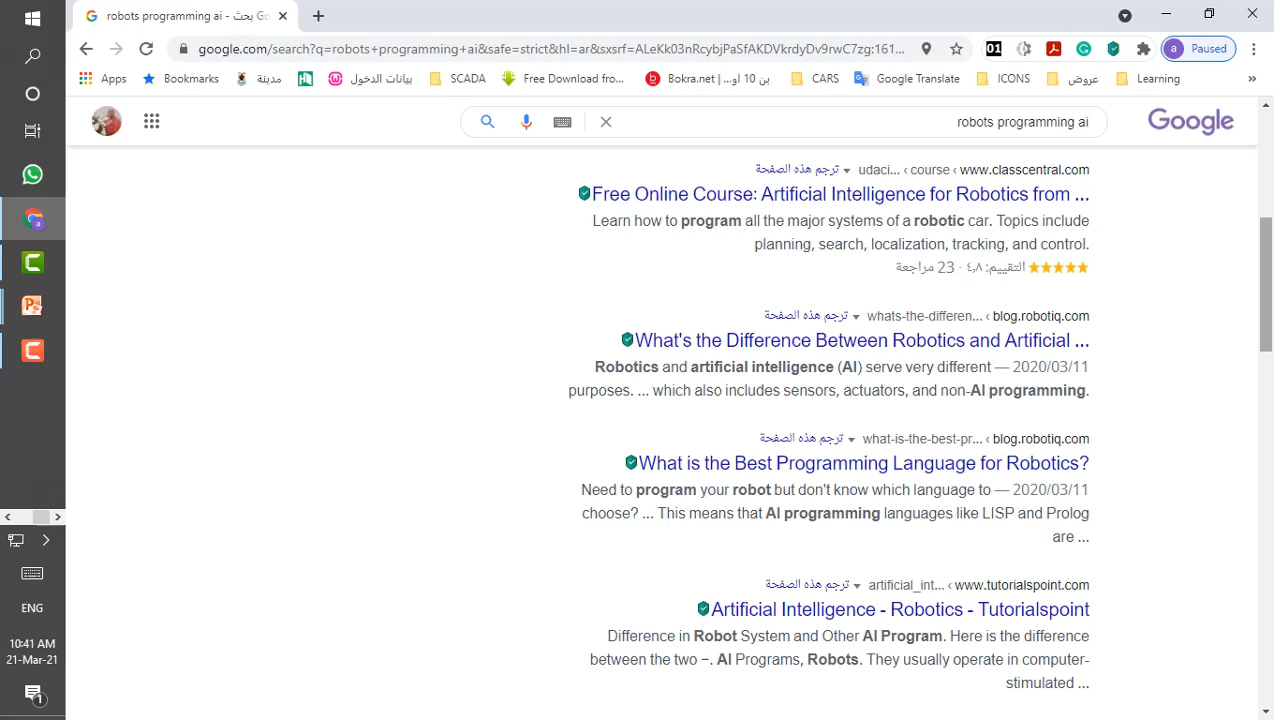 robots programming ai - بحث Go
google.com/search?q=robots+programming+ai&safe=strict&hl=ar&sxsrf=ALeKk03nRcybjPaSfAKDVkrdyDv9rwC7zg:161...
01
a Paused
Apps
Bookmarks
مدينة
بيانات الدخول
SCADA
Free Download from...
Bokra.net | بن 10 او...
CARS
Google Translate
ICONS
عروض
Learning
»
robots programming ai
Google
www.classcentral.com › course › udaci... ترجم هذه الصفحة
Free Online Course: Artificial Intelligence for Robotics from ...
Learn how to program all the major systems of a robotic car. Topics include
planning, search, localization, tracking, and control.
التقييم: ٤٫٨ · 23 مراجعة
blog.robotiq.com › whats-the-differen... ترجم هذه الصفحة
What's the Difference Between Robotics and Artificial ...
Robotics and artificial intelligence (AI) serve very different — 2020/03/11
purposes. ... which also includes sensors, actuators, and non-AI programming.
blog.robotiq.com › what-is-the-best-pr... ترجم هذه الصفحة
What is the Best Programming Language for Robotics?
Need to program your robot but don't know which language to — 2020/03/11
choose? ... This means that AI programming languages like LISP and Prolog
are ...
www.tutorialspoint.com › artificial_int... ترجم هذه الصفحة
Artificial Intelligence - Robotics - Tutorialspoint
Difference in Robot System and Other AI Program. Here is the difference
between the two −. AI Programs, Robots. They usually operate in computer-
stimulated ...
ENG
10:41 AM
21-Mar-21
1